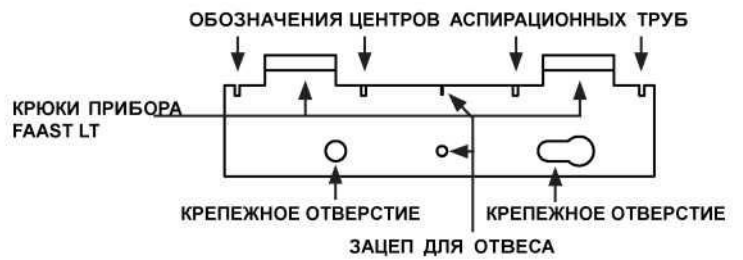 ОБОЗНАЧЕНИЯ ЦЕНТРОВ АСПИРАЦИОННЫХ ТРУБ
КРЮКИ ПРИБОРА
FAAST LT
КРЕПЕЖНОЕ ОТВЕРСТИЕ
КРЕПЕЖНОЕ ОТВЕРСТИЕ
ЗАЦЕП ДЛЯ ОТВЕСА